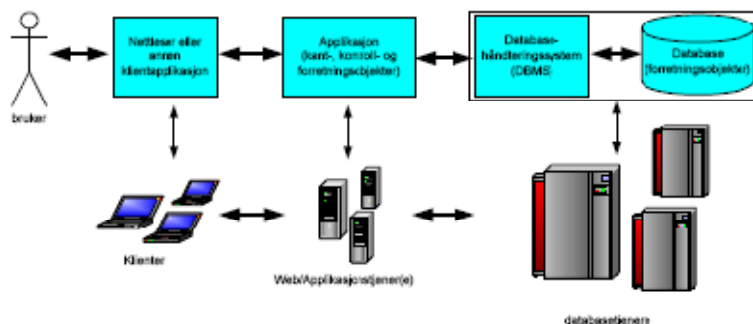 Nettleser eller
annen
klientapplikasjon
Applikasjon
(kant-, kontroll- og
forretningsobjekter)
Database-
håndteringssystem
(DBMS)
Database
(forretningsobjekter)
bruker
Klienter
Web/Applikasjonstjener(e)
databasetjenere